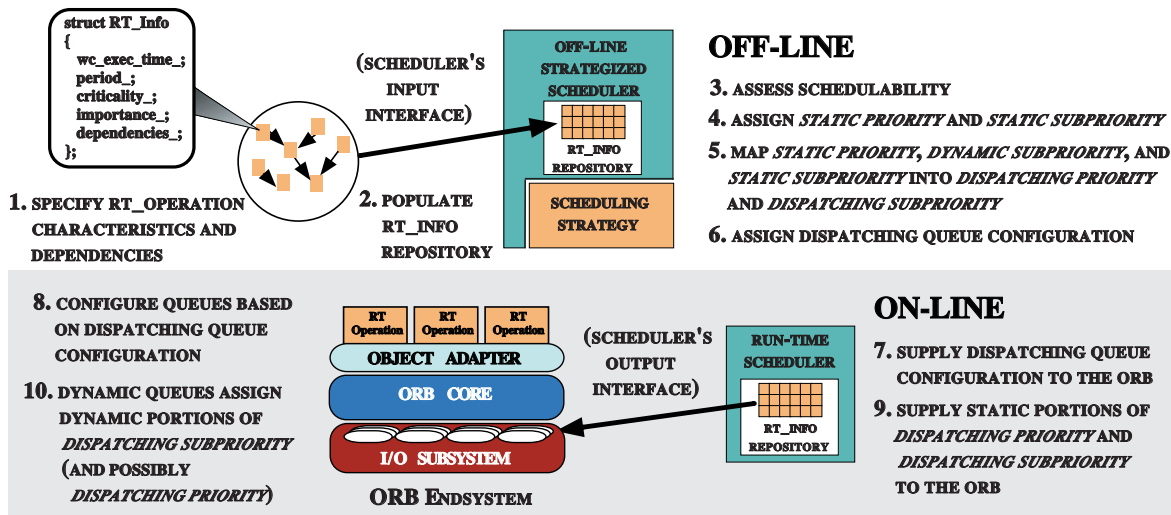 struct RT_Info
{
wc_exec_time_;
period_;
criticality_;
importance_;
dependencies_;
};
1. SPECIFY RT_OPERATION
CHARACTERISTICS AND
DEPENDENCIES
(SCHEDULER'S
INPUT
INTERFACE)
2. POPULATE
RT_INFO
REPOSITORY
OFF-LINE
STRATEGIZED
SCHEDULER
RT_INFO
REPOSITORY
SCHEDULING
STRATEGY
OFF-LINE
3. ASSESS SCHEDULABILITY
4. ASSIGN STATIC PRIORITY AND STATIC SUBPRIORITY
5. MAP STATIC PRIORITY, DYNAMIC SUBPRIORITY, AND
STATIC SUBPRIORITY INTO DISPATCHING PRIORITY
AND DISPATCHING SUBPRIORITY
6. ASSIGN DISPATCHING QUEUE CONFIGURATION
8. CONFIGURE QUEUES BASED
ON DISPATCHING QUEUE
CONFIGURATION
10. DYNAMIC QUEUES ASSIGN
DYNAMIC PORTIONS OF
DISPATCHING SUBPRIORITY
(AND POSSIBLY
DISPATCHING PRIORITY)
RT
Operation
RT
Operation
RT
Operation
OBJECT ADAPTER
ORB CORE
I/O SUBSYSTEM
ORB ENDSYSTEM
(SCHEDULER'S
OUTPUT
INTERFACE)
RUN-TIME
SCHEDULER
RT_INFO
REPOSITORY
ON-LINE
7. SUPPLY DISPATCHING QUEUE
CONFIGURATION TO THE ORB
9. SUPPLY STATIC PORTIONS OF
DISPATCHING PRIORITY AND
DISPATCHING SUBPRIORITY
TO THE ORB